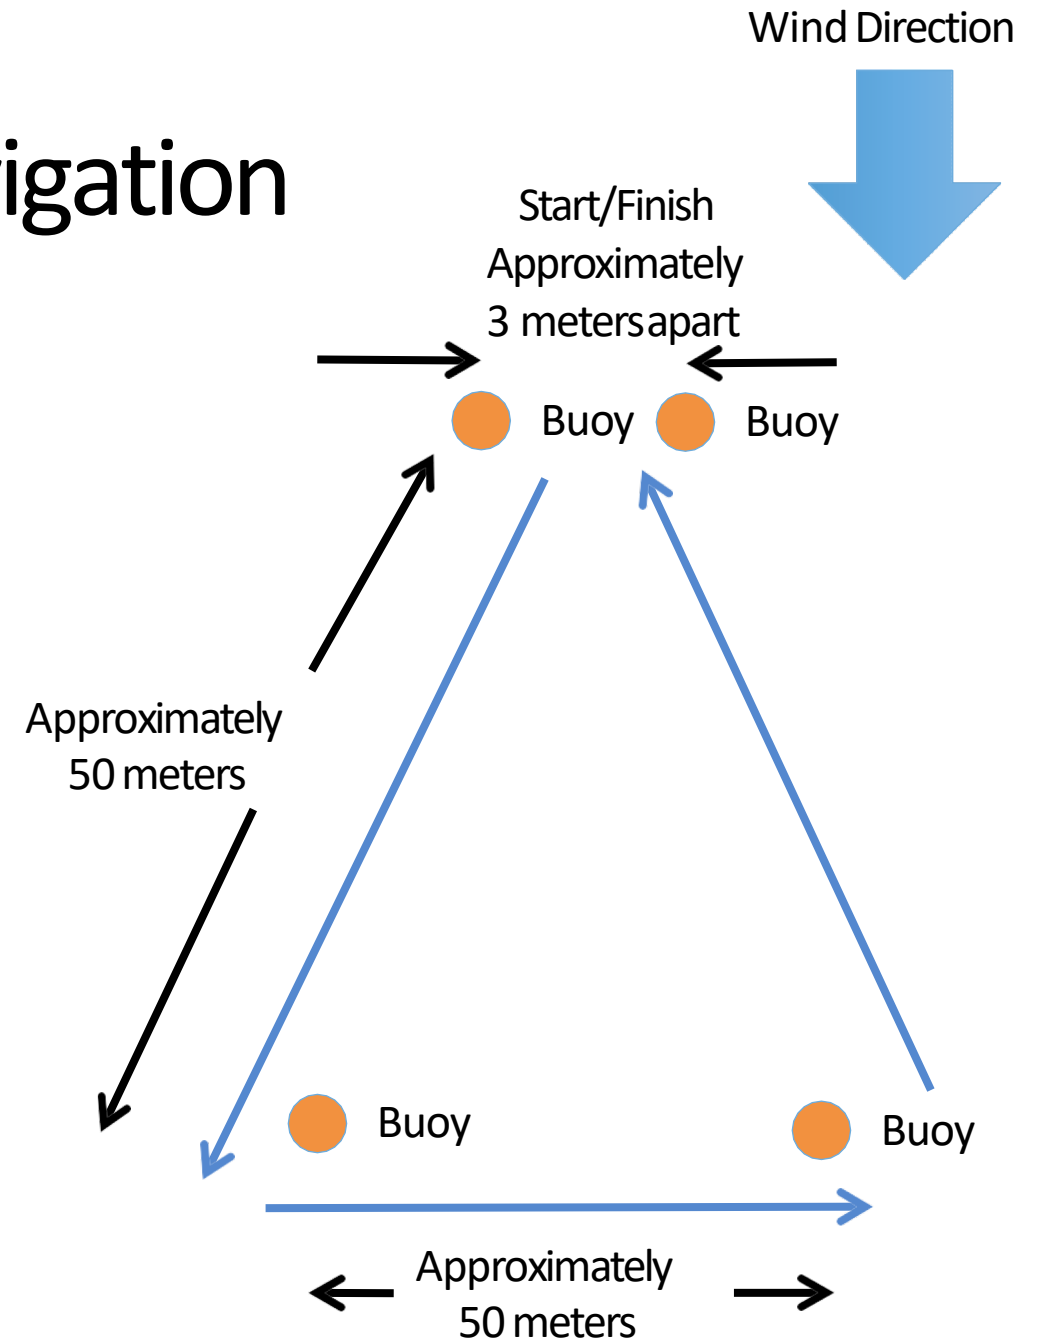 Wind Direction
igation
Start/Finish
Approximately
3 meters apart
Buoy
Buoy
Approximately
50 meters
Buoy
Buoy
Approximately
50 meters